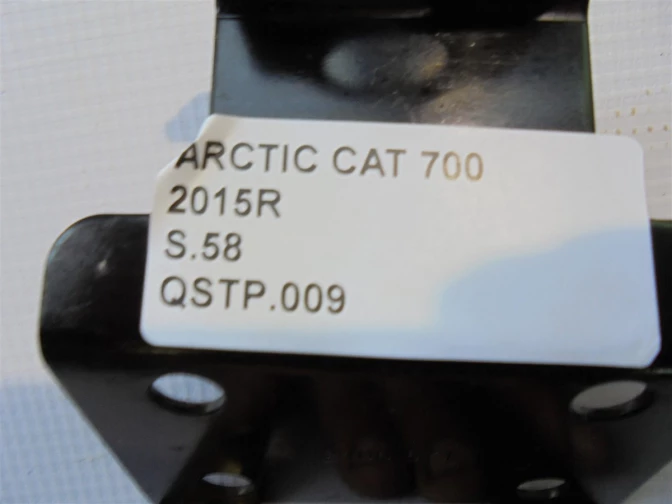 ARCTIC CAT 700
2015R
S.58
QSTP.009